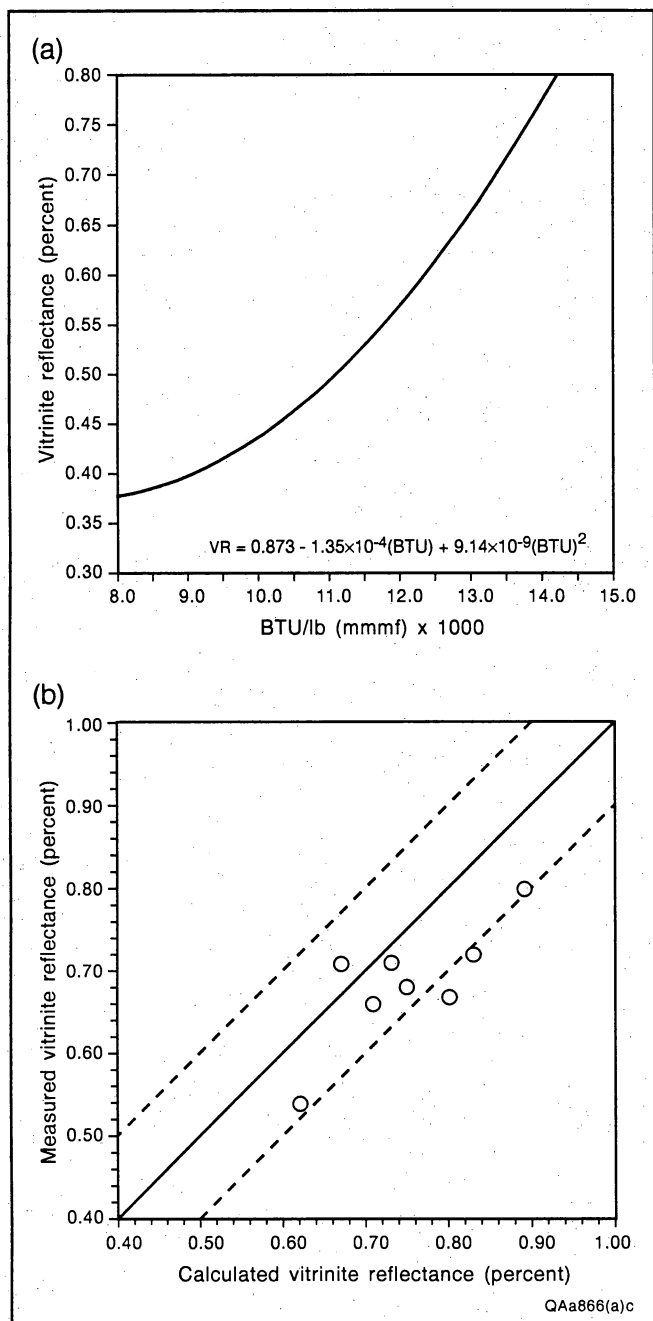 (a)
Vitrinite reflectance (percent)
0.80
0.75
0.70
0.65
0.60
0.55
0.50
0.45
0.40
0.35
0.30
VR = 0.873 - 1.35×10⁻⁴(BTU) + 9.14×10⁻⁹(BTU)²
8.0 9.0 10.0 11.0 12.0 13.0 14.0 15.0
BTU/lb (mmmf) x 1000
(b)
Measured vitrinite reflectance (percent)
1.00
0.90
0.80
0.70
0.60
0.50
0.40
0.40 0.50 0.60 0.70 0.80 0.90 1.00
Calculated vitrinite reflectance (percent)
QAa866(a)c